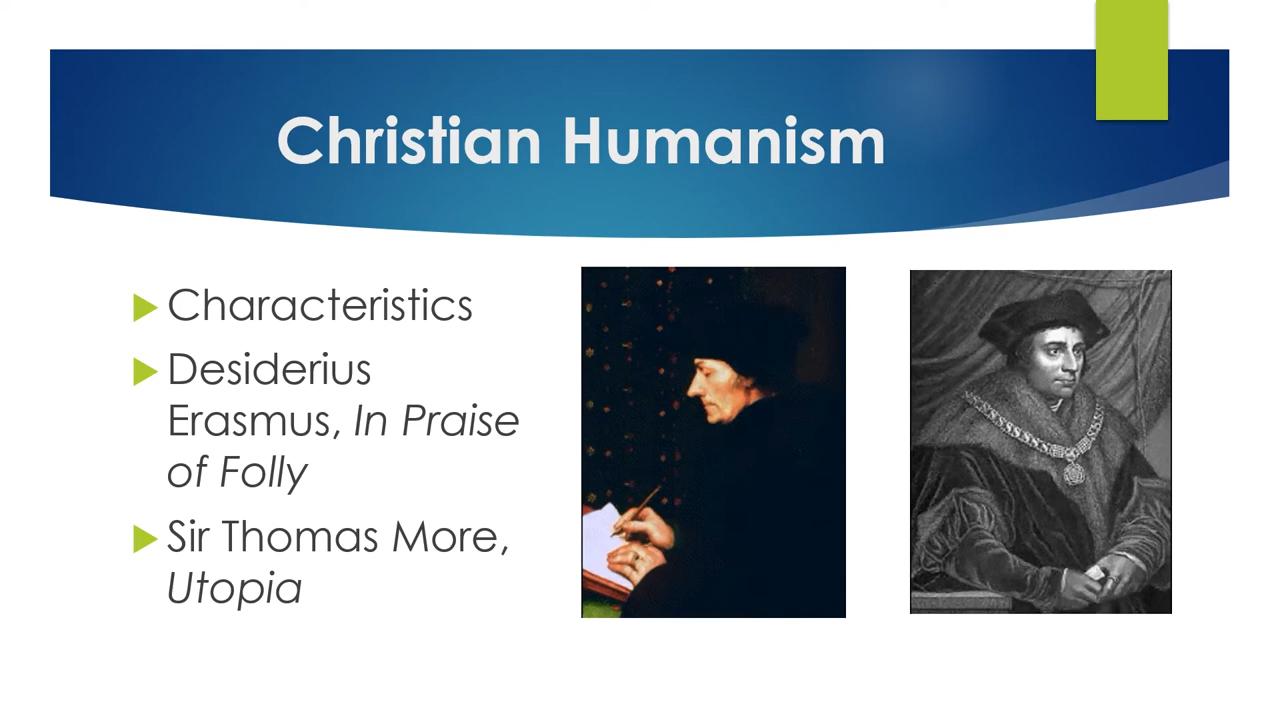 Christian Humanism
Characteristics
Desiderius
Erasmus, In Praise
of Folly
Sir Thomas More,
Utopia